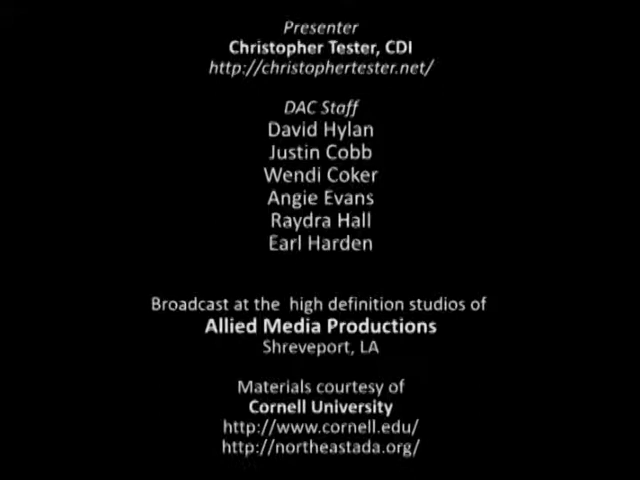 Presenter
Christopher Tester, CDI
http://christophertester.net/
DAC Staff
David Hylan
Justin Cobb
Wendi Coker
Angie Evans
Raydra Hall
Earl Harden
Broadcast at the high definition studios of
Allied Media Productions
Shreveport, LA
Materials courtesy of
Cornell University
http://www.cornell.edu/
http://northeastada.org/